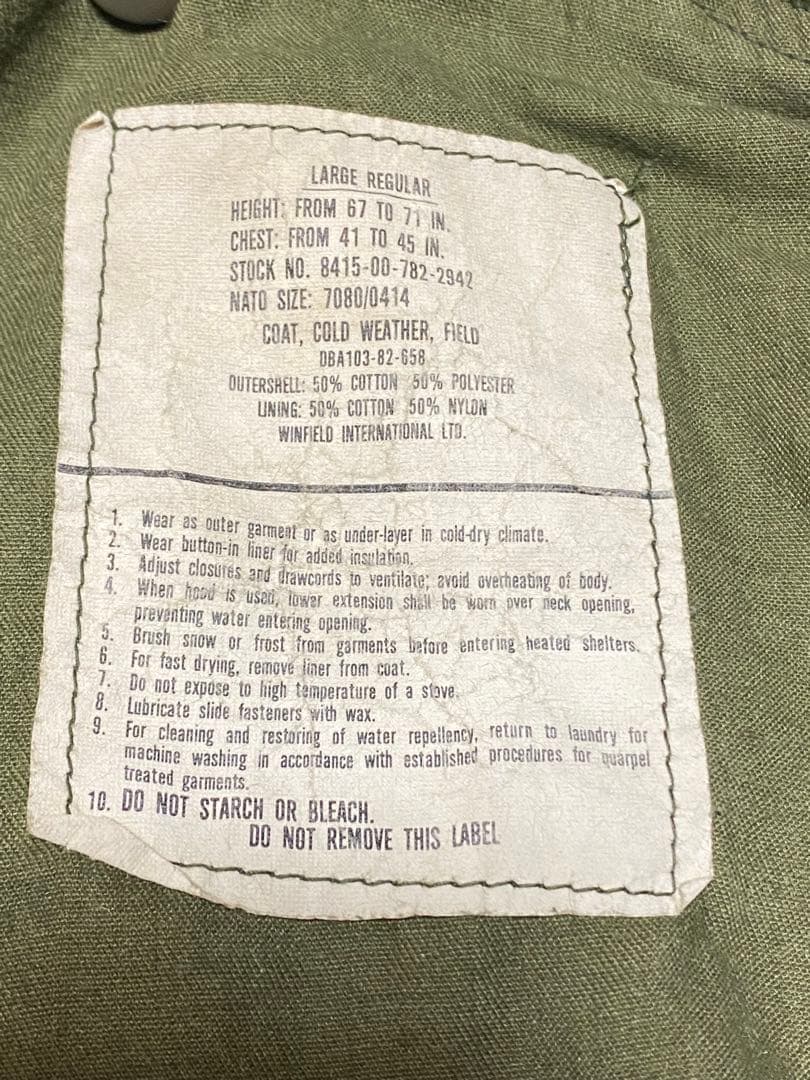 LARGE REGULAR
HEIGHT: FROM 67 TO 71 IN.
CHEST: FROM 41 TO 45 IN.
STOCK NO. 8415-00-782-2942
NATO SIZE: 7080/0414
COAT, COLD WEATHER, FIELD
DBA103-82-658
OUTERSHELL: 50% COTTON 50% POLYESTER
LINING: 50% COTTON 50% NYLON
WINFIELD INTERNATIONAL LTD.
1. Wear as outer garment or as under-layer in cold-dry climate.
2. Wear button-in liner for added insulation.
3. Adjust closures and drawcords to ventilate; avoid overheating of body.
4. When hood is used, lower extension shall be worn over neck opening,
preventing water entering opening.
5. Brush snow or frost from garments before entering heated shelters.
6. For fast drying, remove liner from coat.
7. Do not expose to high temperature of a stove.
8. Lubricate slide fasteners with wax.
9. For cleaning and restoring of water repellency, return to laundry for
machine washing in accordance with established procedures for quarpel
treated garments.
10. DO NOT STARCH OR BLEACH.
DO NOT REMOVE THIS LABEL